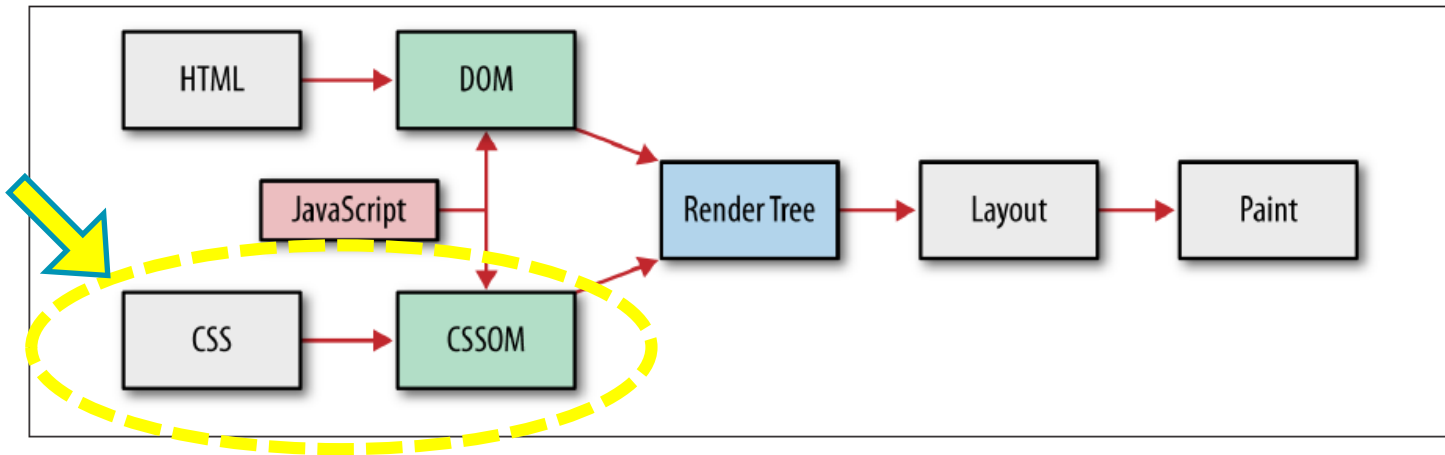 HTML
DOM
JavaScript
Render Tree
Layout
Paint
CSS
CSSOM